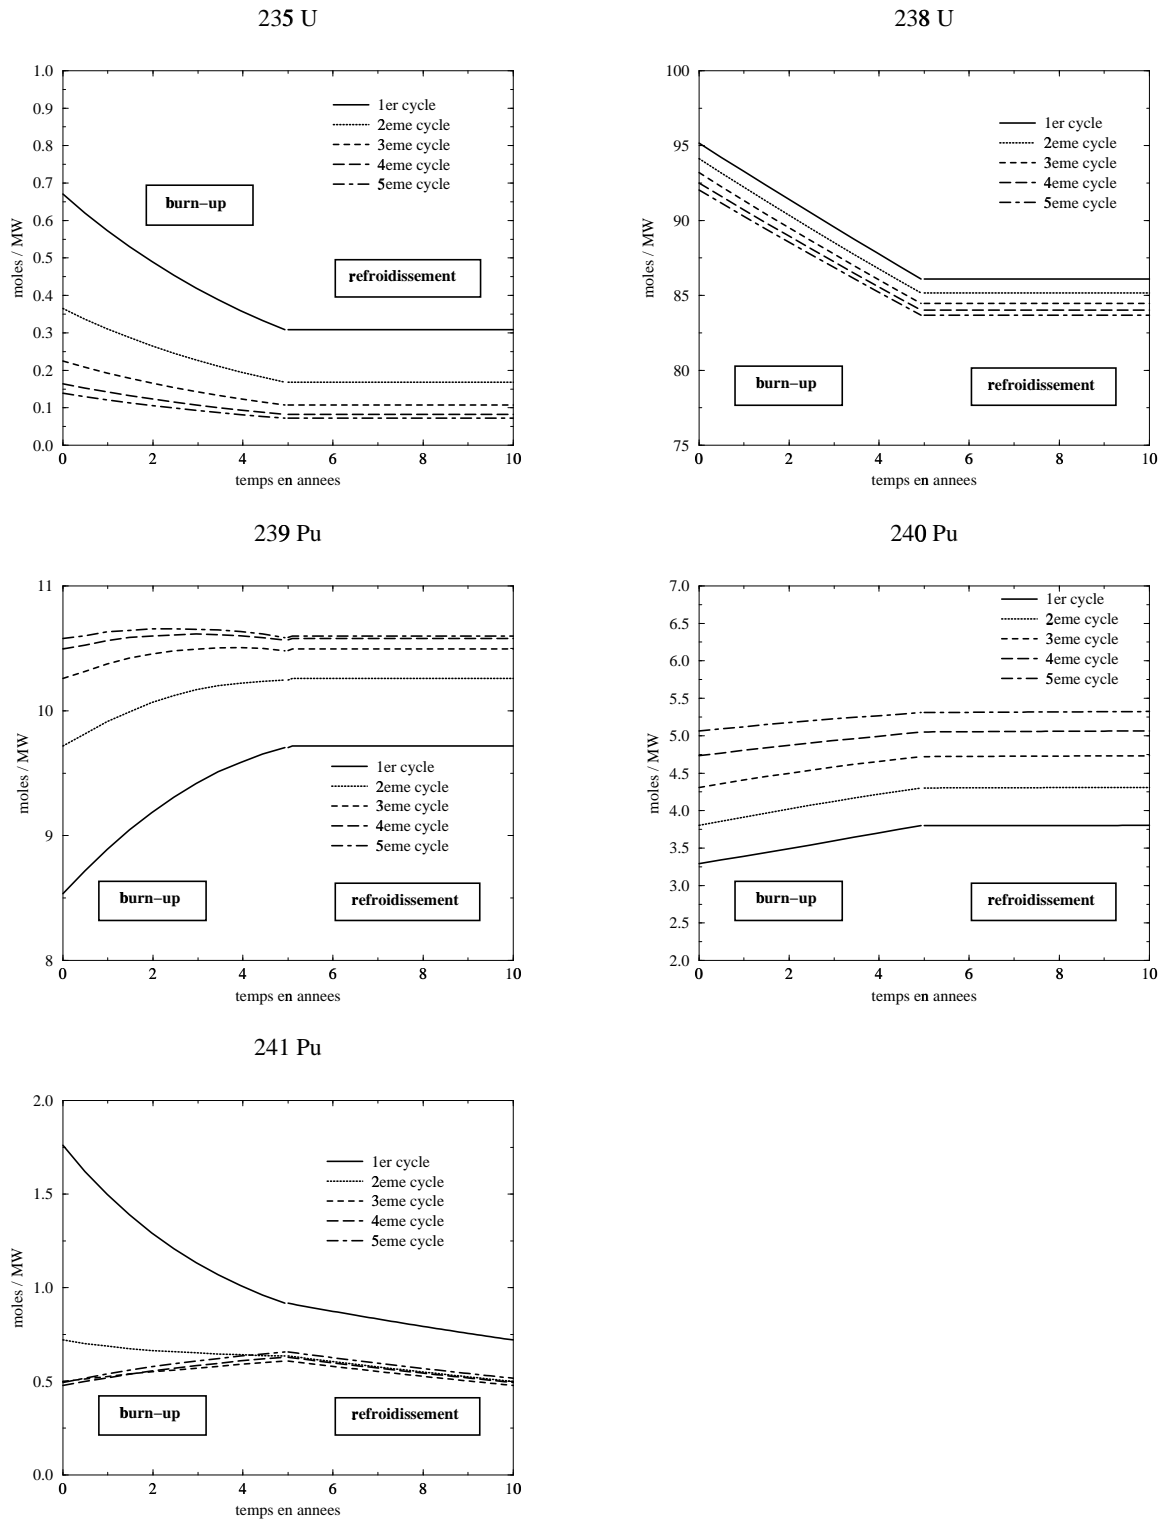 235 U
1.0
0.9
0.8
0.7
0.6
0.5
0.4
0.3
0.2
0.1
0.0
moles / MW
1er cycle
2eme cycle
3eme cycle
4eme cycle
5eme cycle
burn-up
refroidissement
0 2 4 6 8 10
temps en annees
238 U
100
95
90
85
80
75
moles / MW
1er cycle
2eme cycle
3eme cycle
4eme cycle
5eme cycle
burn-up
refroidissement
0 2 4 6 8 10
temps en annees
239 Pu
11
10
9
8
moles / MW
1er cycle
2eme cycle
3eme cycle
4eme cycle
5eme cycle
burn-up
refroidissement
0 2 4 6 8 10
temps en annees
240 Pu
7.0
6.5
6.0
5.5
5.0
4.5
4.0
3.5
3.0
2.5
2.0
moles / MW
1er cycle
2eme cycle
3eme cycle
4eme cycle
5eme cycle
burn-up
refroidissement
0 2 4 6 8 10
temps en annees
241 Pu
2.0
1.5
1.0
0.5
0.0
moles / MW
1er cycle
2eme cycle
3eme cycle
4eme cycle
5eme cycle
burn-up
refroidissement
0 2 4 6 8 10
temps en annees